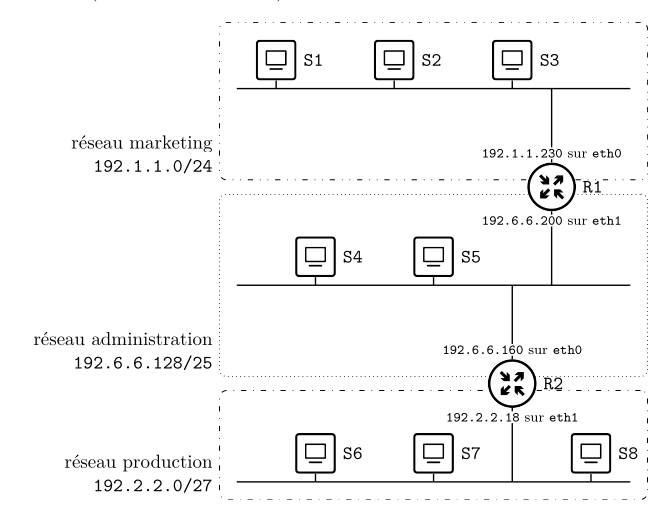 S1
S2
S3
réseau marketing
192.1.1.0/24
192.1.1.230 sur eth0
R1
192.6.6.200 sur eth1
S4
S5
réseau administration
192.6.6.128/25
192.6.6.160 sur eth0
R2
192.2.2.18 sur eth1
S6
S7
S8
réseau production
192.2.2.0/27